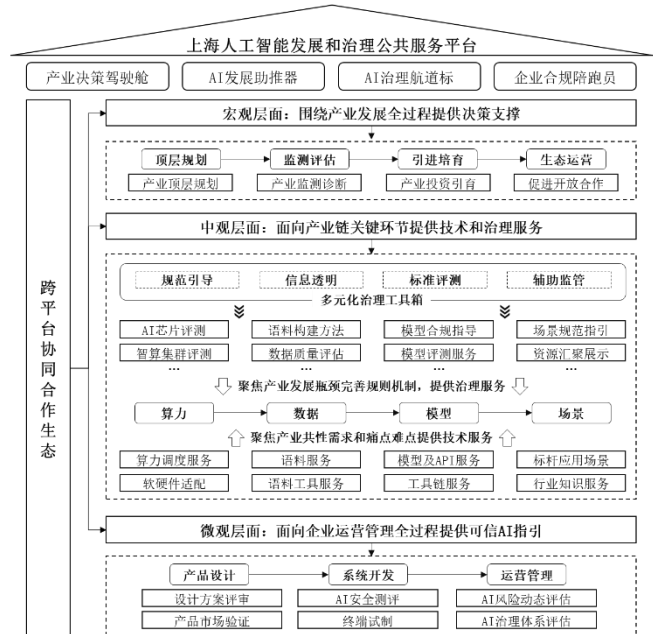 上海人工智能发展和治理公共服务平台
产业决策驾驶舱 AI发展助推器 AI治理航道标 企业合规陪跑员
跨平台协同合作生态
宏观层面：围绕产业发展全过程提供决策支撑
顶层规划 监测评估 引进培育 生态运营
产业顶层规划 产业监测诊断 产业投资引育 促进开放合作
中观层面：面向产业链关键环节提供技术和治理服务
规范引导 信息透明 标准评测 辅助监管
多元化治理工具箱
AI芯片评测 语料构建方法 模型合规指导 场景规范指引
智算集群评测 数据质量评估 模型评测服务 资源汇聚展示
… … … …
聚焦产业发展瓶颈完善规则机制，提供治理服务
算力 数据 模型 场景
聚焦产业共性需求和痛点难点提供技术服务
算力调度服务 语料服务 模型及API服务 标杆应用场景
软硬件适配 语料工具服务 工具链服务 行业知识服务
微观层面：面向企业运营管理全过程提供可信AI指引
产品设计 系统开发 运营管理
设计方案评审 AI安全测评 AI风险动态评估
产品市场验证 终端试制 AI治理体系评估